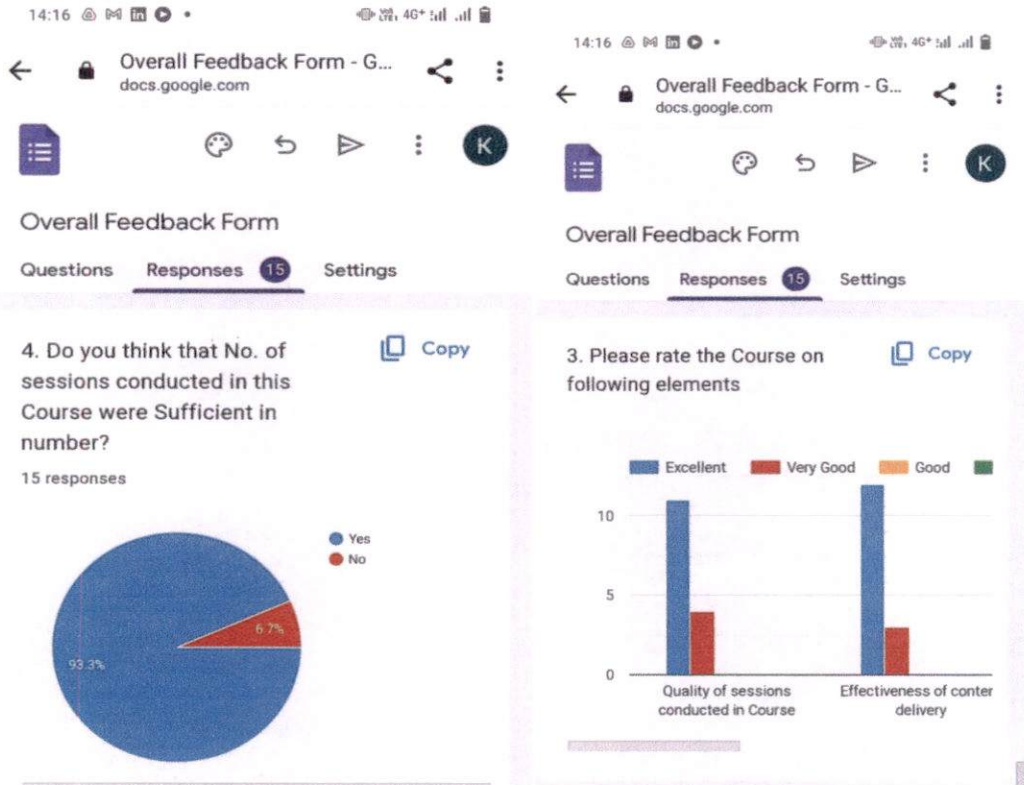 14:16
4G+
Overall Feedback Form - G...
docs.google.com
K
Overall Feedback Form
Questions Responses 15 Settings
4. Do you think that No. of
sessions conducted in this
Course were Sufficient in
number?
Copy
15 responses
Yes
No
6.7%
93.3%
14:16
4G+
Overall Feedback Form - G...
docs.google.com
K
Overall Feedback Form
Questions Responses 15 Settings
3. Please rate the Course on
following elements
Copy
Excellent Very Good Good
10
5
0
Quality of sessions
conducted in Course
Effectiveness of conter
delivery